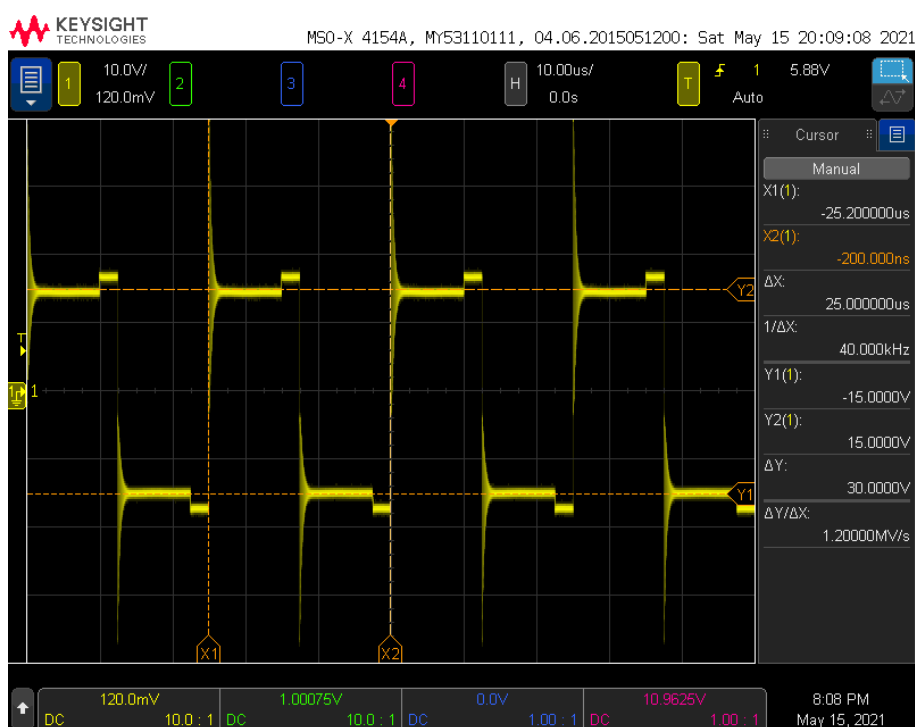 KEYSIGHT
TECHNOLOGIES
MSO-X 4154A, MY53110111, 04.06.2015051200: Sat May 15 20:09:08 2021
1 10.0V/ 120.0mV 2 3 4 H 10.00us/ 0.0s T 1 5.88V Auto
Cursor
Manual
X1(1):
-25.200000us
X2(1):
-200.000ns
ΔX:
25.000000us
1/ΔX:
40.000kHz
Y1(1):
-15.0000V
Y2(1):
15.0000V
ΔY:
30.0000V
ΔY/ΔX:
1.20000MV/s
Y2
T
1 1
Y1
X1 X2
120.0mV 1.00075V 0.0V 10.9625V 8:08 PM
DC 10.0 : 1 DC 10.0 : 1 DC 1.00 : 1 DC 1.00 : 1 May 15, 2021